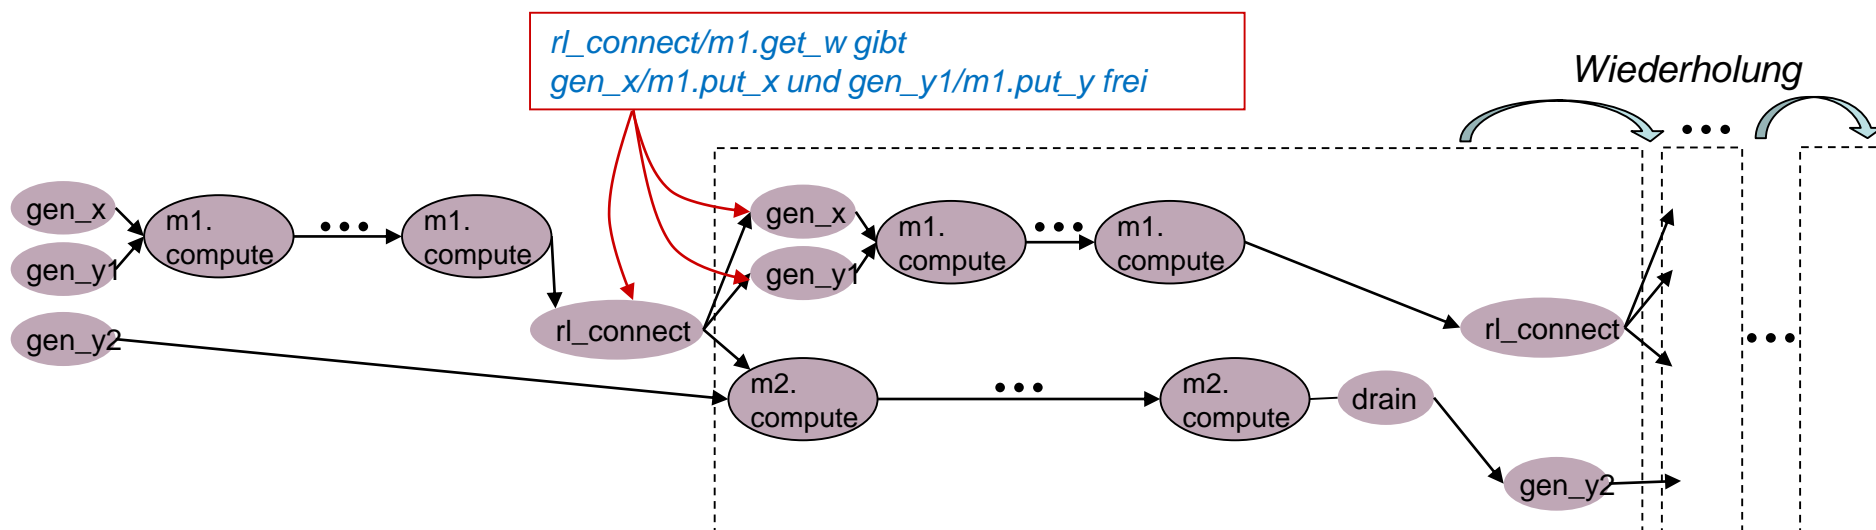 rl_connect/m1.get_w gibt
gen_x/m1.put_x und gen_y1/m1.put_y frei
Wiederholung
gen_x
gen_y1
gen_y2
m1.
compute
m1.
compute
rl_connect
gen_x
gen_y1
m1.
compute
m1.
compute
rl_connect
m2.
compute
m2.
compute
drain
gen_y2